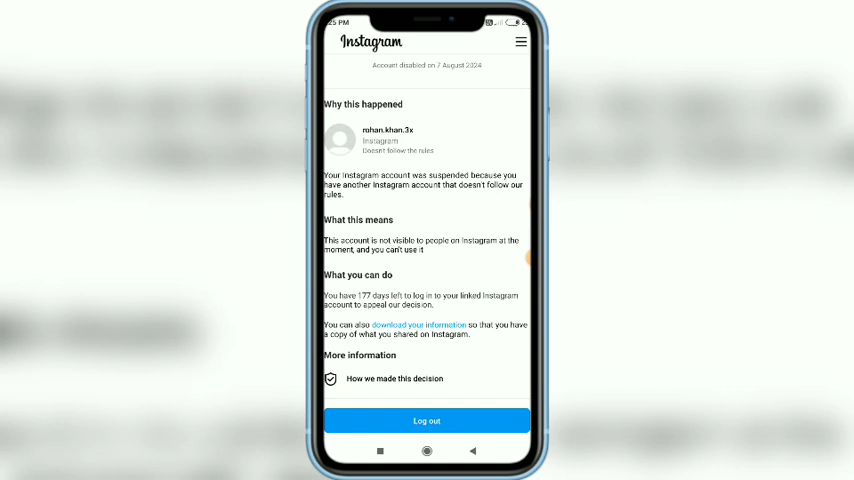 25 PM
Instagram
Account disabled on 7 August 2024
Why this happened
rohan.khan.3x
Instagram
Doesn't follow the rules
Your Instagram account was suspended because you
have another Instagram account that doesn't follow our
rules.
What this means
This account is not visible to people on Instagram at the
moment, and you can't use it
What you can do
You have 177 days left to log in to your linked Instagram
account to appeal our decision.
You can also download your information so that you have
a copy of what you shared on Instagram.
More information
How we made this decision
Log out